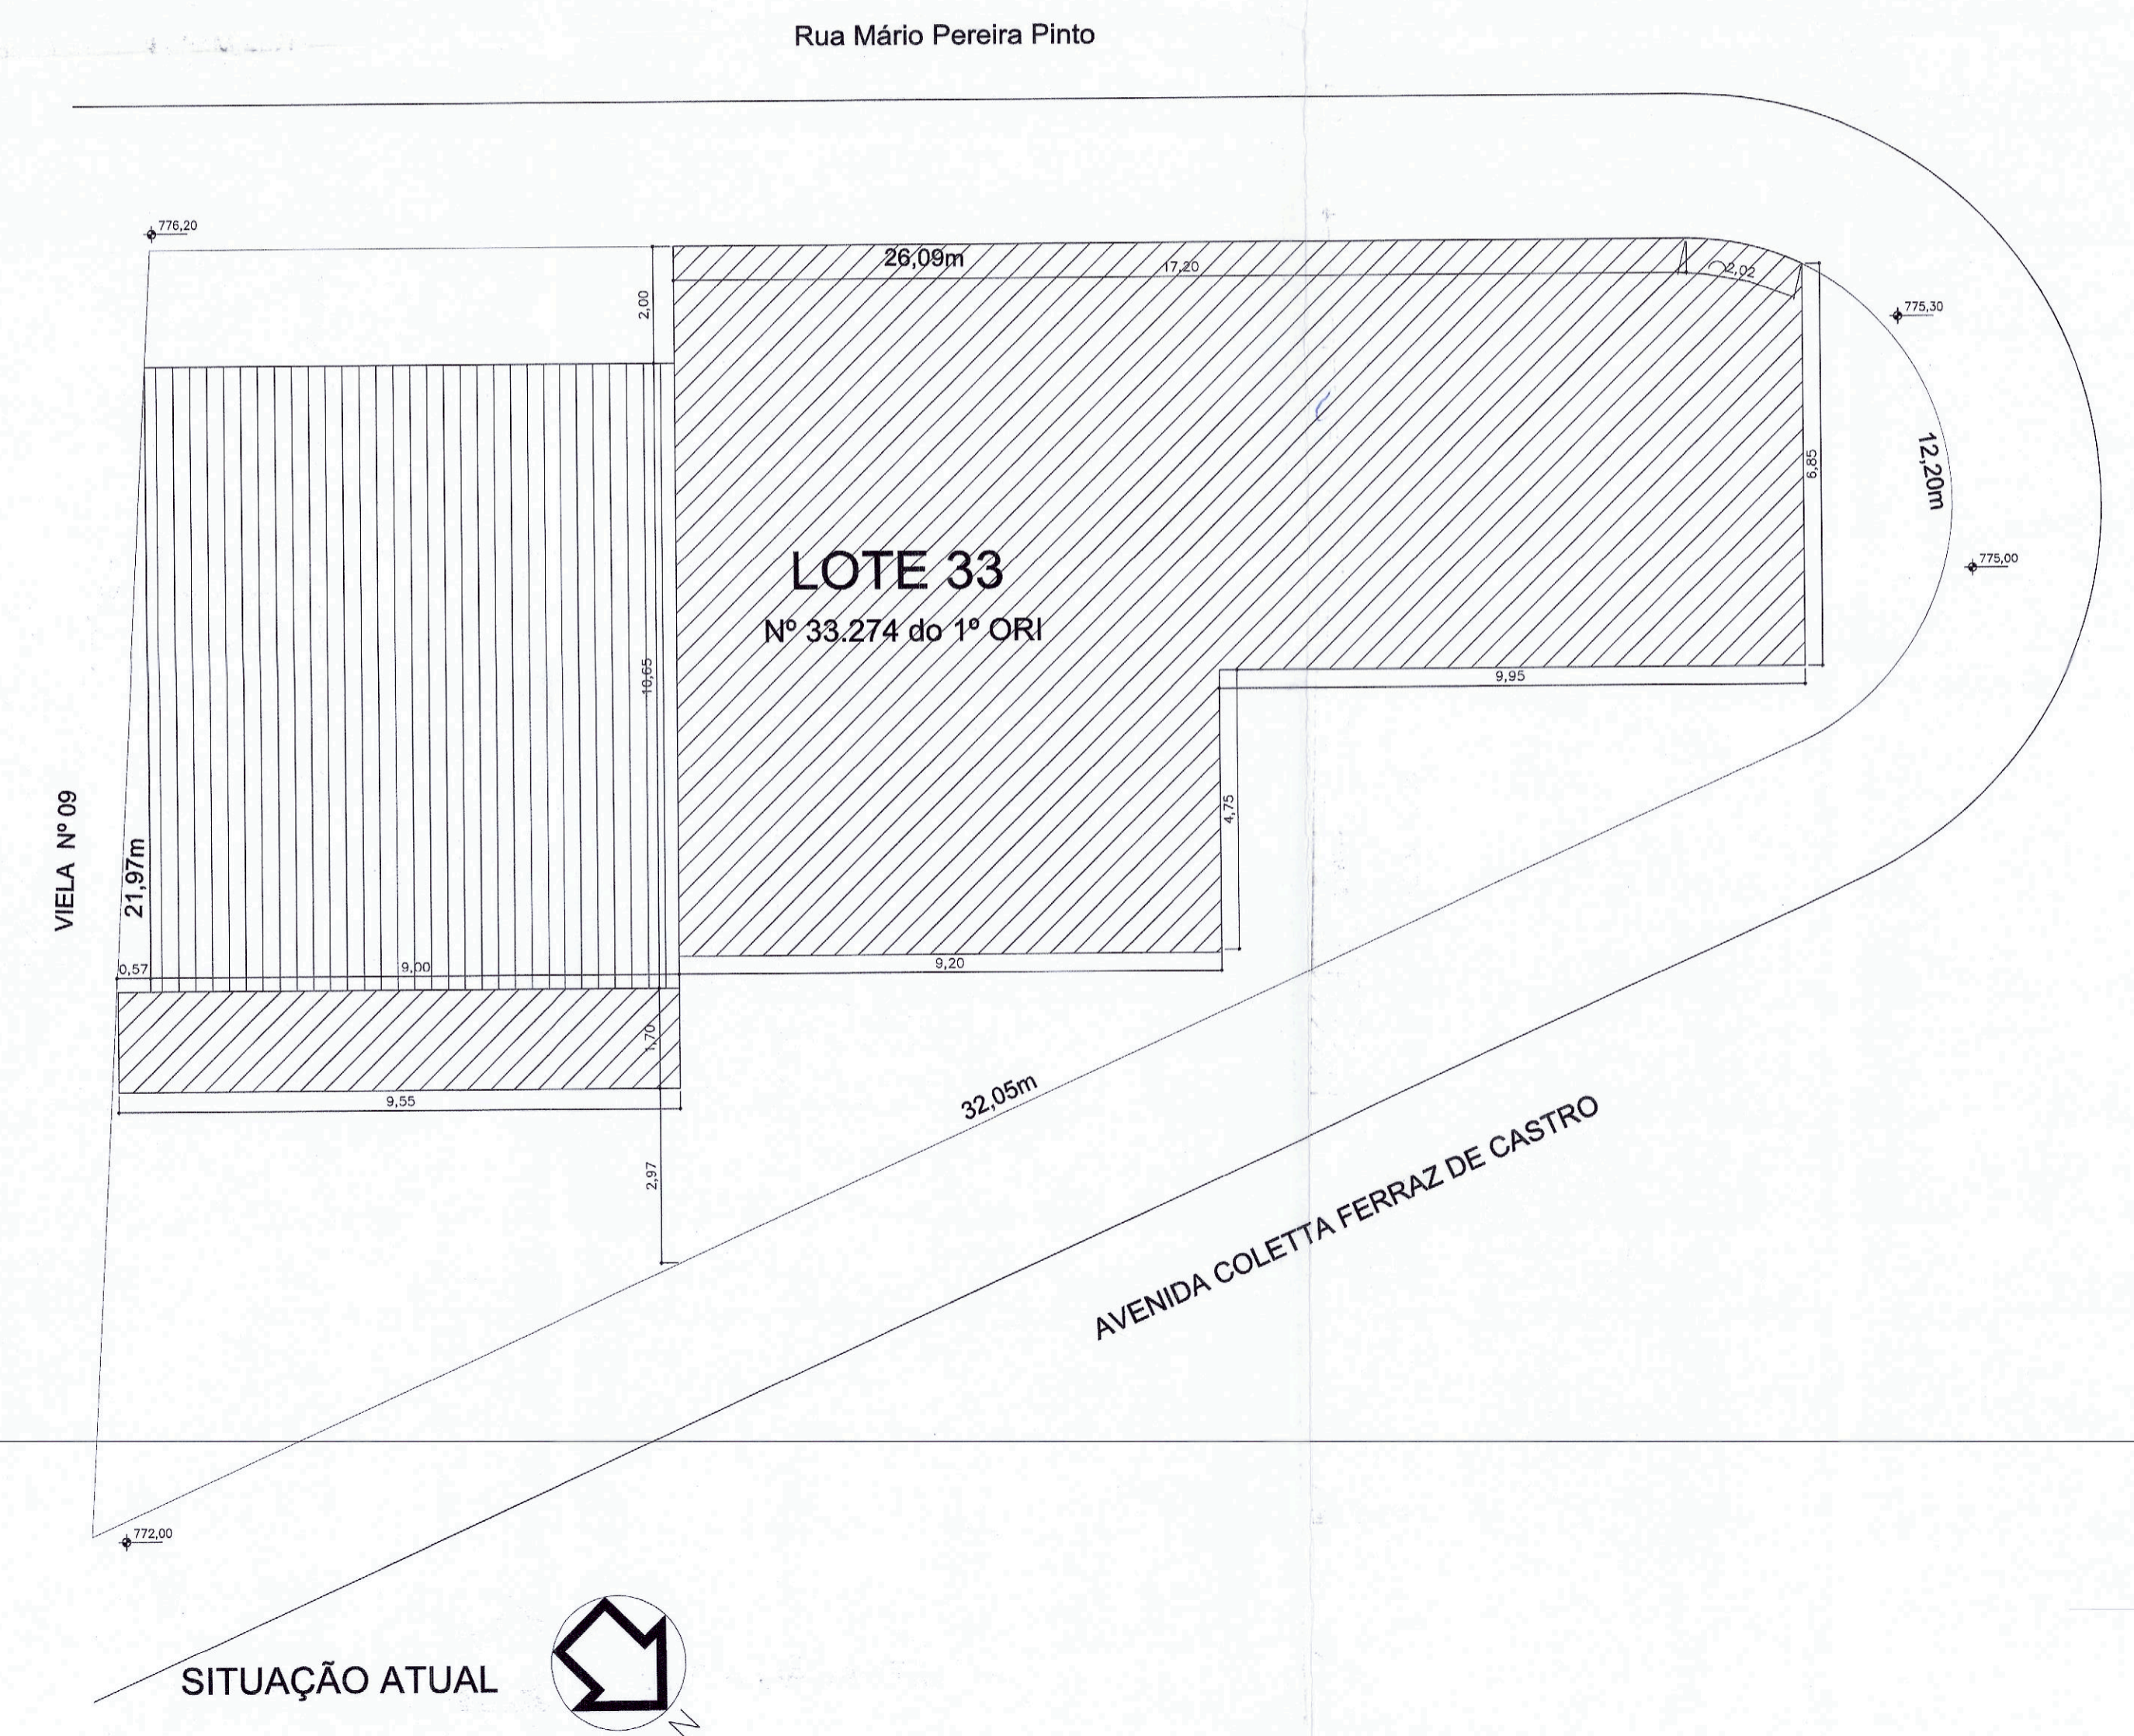 Rua Mário Pereira Pinto
776,20
26,09m
17,20
2,02
2,00
775,30
12,20m
6,85
775,00
LOTE 33
Nº 33.274 do 1º ORI
10,65
9,95
4,75
VIELA Nº 09
21,97m
0,57
9,00
9,20
1,70
9,55
32,05m
2,97
AVENIDA COLETTA FERRAZ DE CASTRO
772,00
SITUAÇÃO ATUAL
N